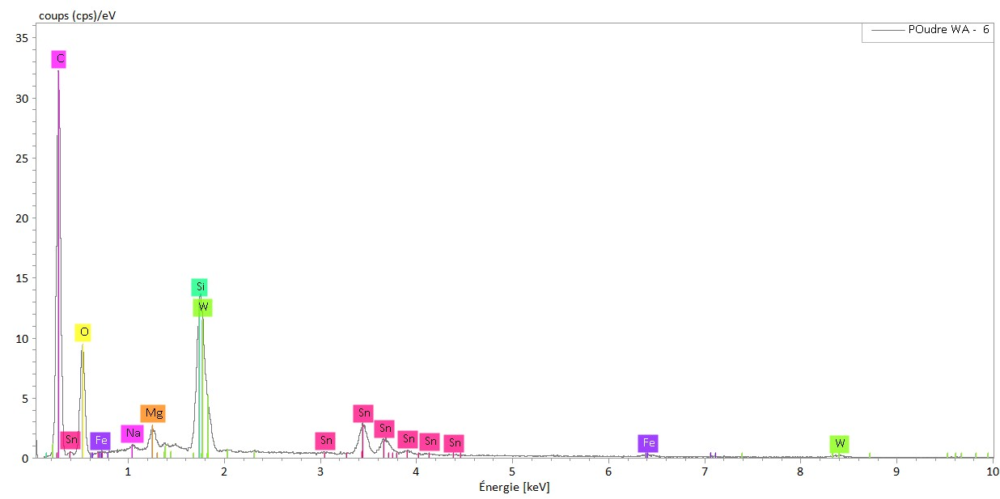 coups (cps)/eV
POudre WA - 6
35
30
25
20
15
10
5
0
C
Sn
O
Fe
Na
Mg
Si
W
Sn
Sn
Sn
Sn
Sn
Sn
Fe
W
1 2 3 4 5 6 7 8 9 10
Énergie [keV]